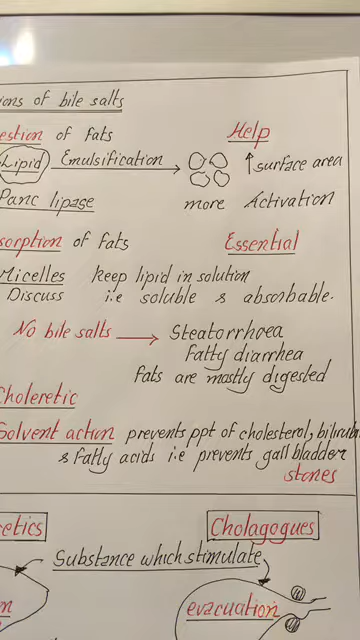 ions of bile salts
estion of fats Help
Lipid Emulsification ↑ surface area
Panc lipase more Activation
sorption of fats Essential
Micelles keep lipid in solution
Discuss i.e soluble & absorbable.
No bile salts → Steatorrhoea
Fatty diarrhea
fats are mostly digested
Choleretic
Solvent action prevents ppt of cholesterol, bilirub
& fatty acids i.e prevents gall bladder
stones
etics Cholagogues
Substance which stimulate
n evacuation